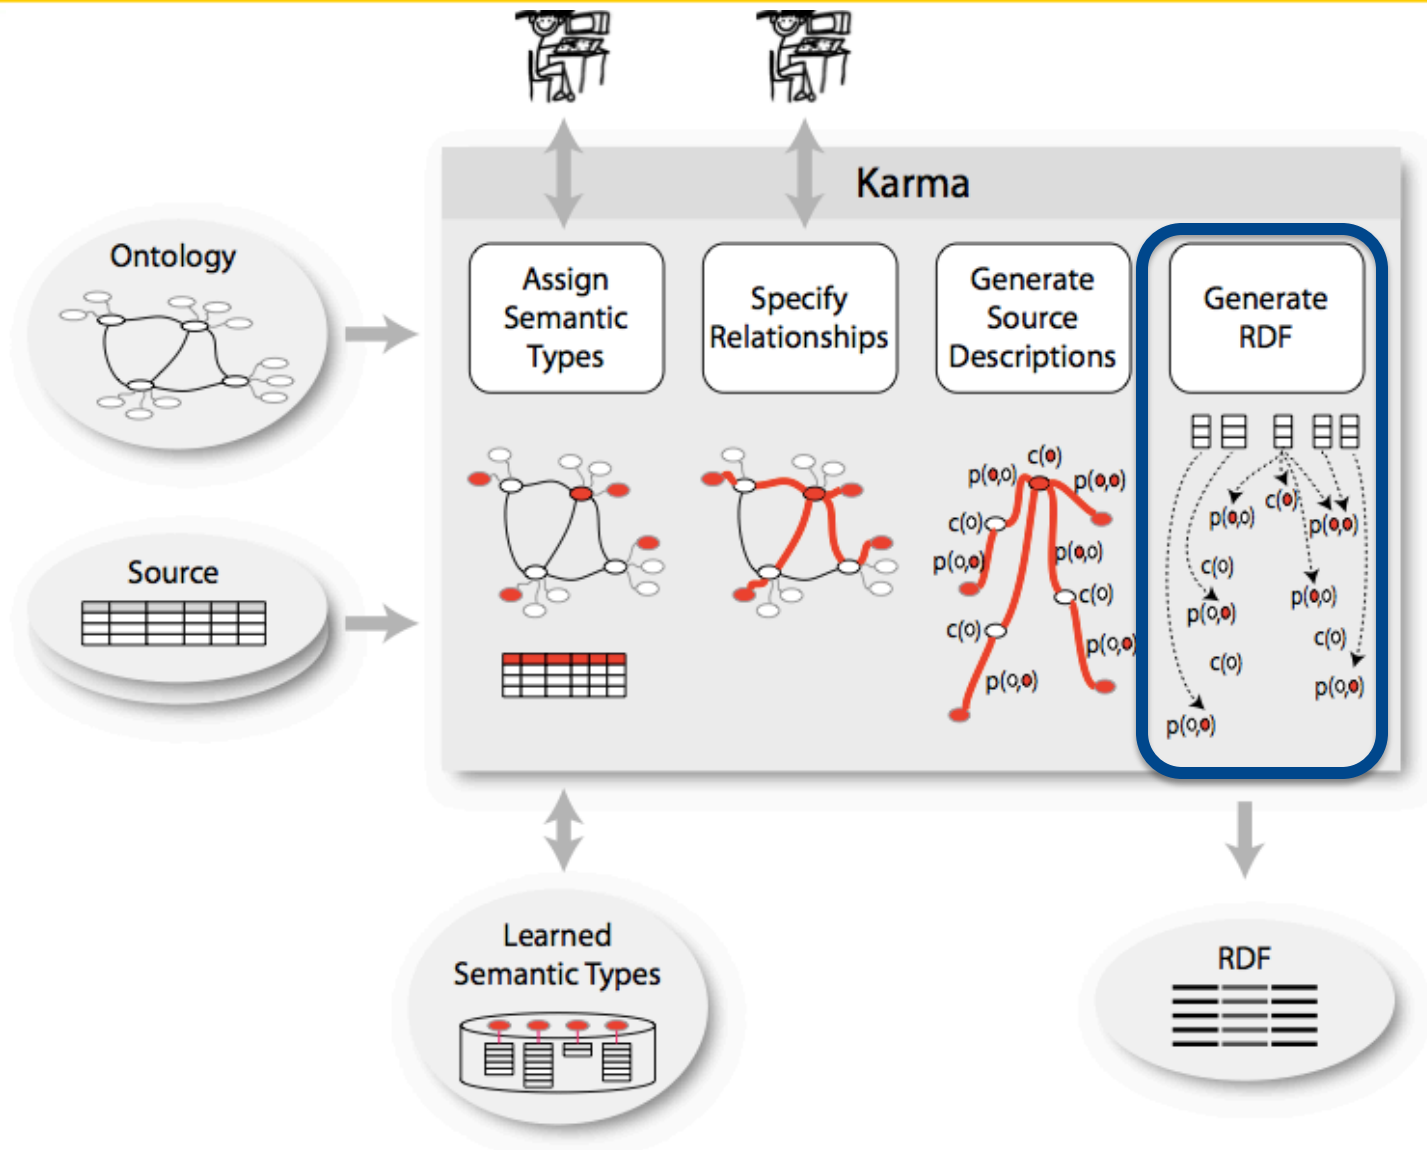 Karma
Ontology
Source
Assign
Semantic
Types
Specify
Relationships
Generate
Source
Descriptions
Generate
RDF
c(o)
p(o,o)
p(o,o)
c(o)
p(o,o)
p(o,o)
c(o)
c(o)
p(o,o)
p(o,o)
c(o)
p(o,o)
p(o,o)
c(o)
p(o,o)
p(o,o)
c(o)
c(o)
p(o,o)
p(o,o)
Learned
Semantic Types
RDF